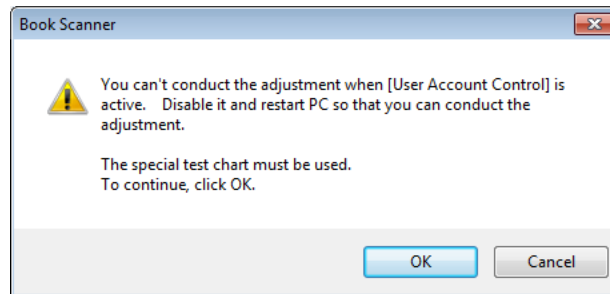 Book Scanner
You can't conduct the adjustment when [User Account Control] is
active.   Disable it and restart PC so that you can conduct the
adjustment.
The special test chart must be used.
To continue, click OK.
OK
Cancel